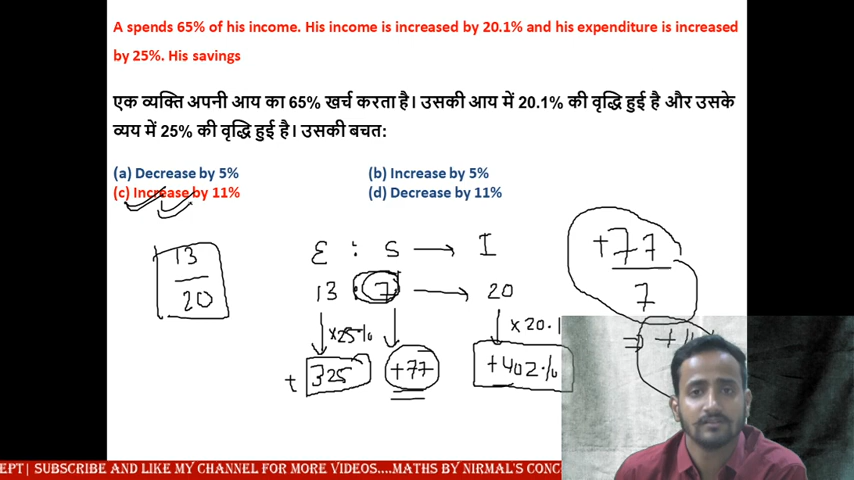 A spends 65% of his income. His income is increased by 20.1% and his expenditure is increased
by 25%. His savings
एक व्यक्ति अपनी आय का 65% खर्च करता है। उसकी आय में 20.1% की वृद्धि हुई है और उसके
व्यय में 25% की वृद्धि हुई है। उसकी बचत:
(a) Decrease by 5% (b) Increase by 5%
(c) Increase by 11% (d) Decrease by 11%
13
20
E : S → I
13 : 7 → 20
×25% × 20.1
+ 325 +77 +402%
+77
7
EPT| SUBSCRIBE AND LIKE MY CHANNEL FOR MORE VIDEOS....MATHS BY NIRMAL'S CONC